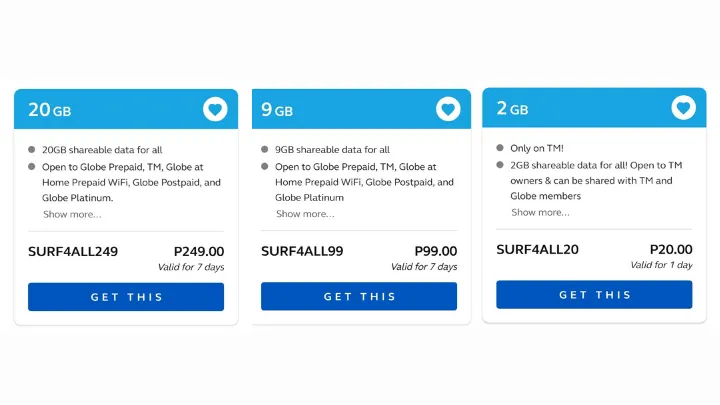 20 GB
20GB shareable data for all
Open to Globe Prepaid, TM, Globe at
Home Prepaid WiFi, Globe Postpaid, and
Globe Platinum.
Show more...
SURF4ALL249 P249.00
Valid for 7 days
GET THIS
9 GB
9GB shareable data for all
Open to Globe Prepaid, TM, Globe at
Home Prepaid WiFi, Globe Postpaid, and
Globe Platinum
Show more...
SURF4ALL99 P99.00
Valid for 7 days
GET THIS
2 GB
Only on TM!
2GB shareable data for all! Open to TM
owners & can be shared with TM and
Globe members
Show more...
SURF4ALL20 P20.00
Valid for 1 day
GET THIS